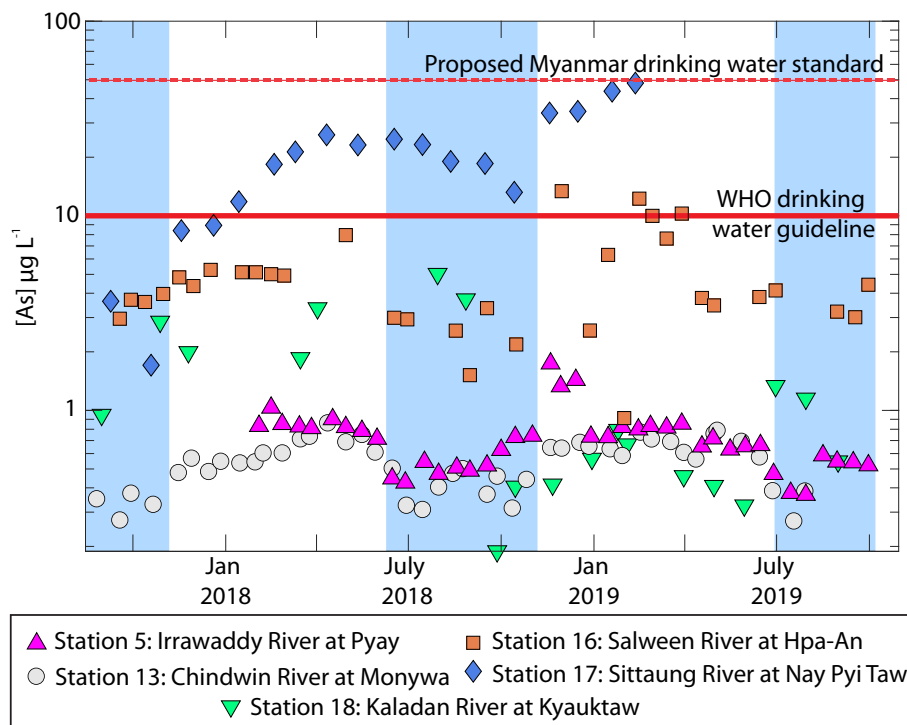 100
Proposed Myanmar drinking water standard
WHO drinking
water guideline
10
1
[As] µg L⁻¹
Jan
2018
July
2018
Jan
2019
July
2019
Station 5: Irrawaddy River at Pyay
Station 16: Salween River at Hpa-An
Station 13: Chindwin River at Monywa
Station 17: Sittaung River at Nay Pyi Taw
Station 18: Kaladan River at Kyauktaw